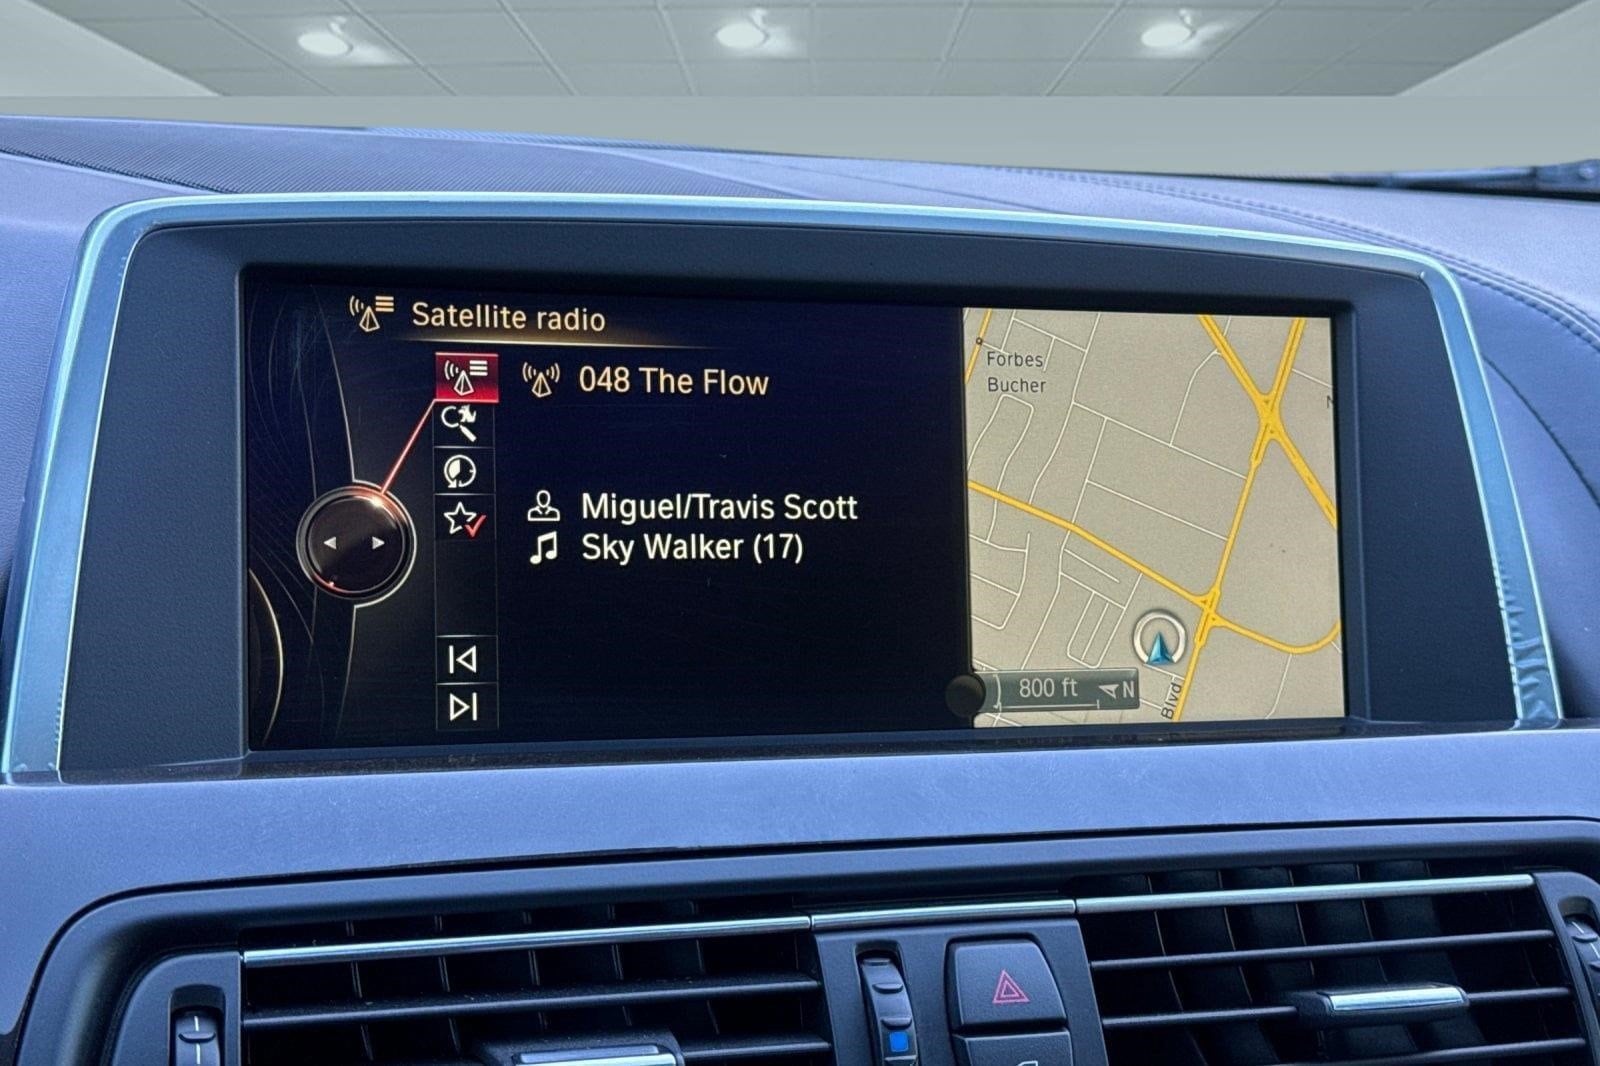 Satellite radio
048 The Flow
Miguel/Travis Scott
Sky Walker (17)
Forbes
Bucher
800 ft
N
Blvd